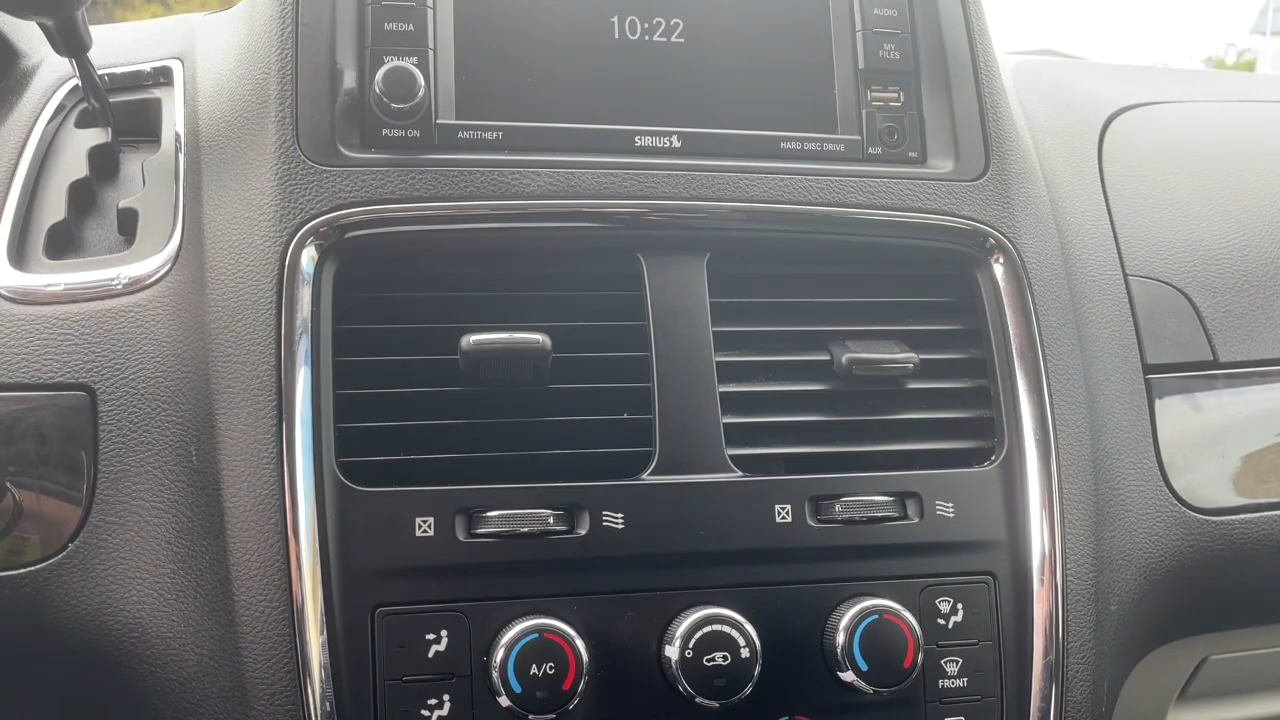 MEDIA
10:22
AUDIO
MY
FILES
VOLUME
PUSH ON
ANTITHEFT
SIRIUS
HARD DISC DRIVE
AUX
A/C
FRONT